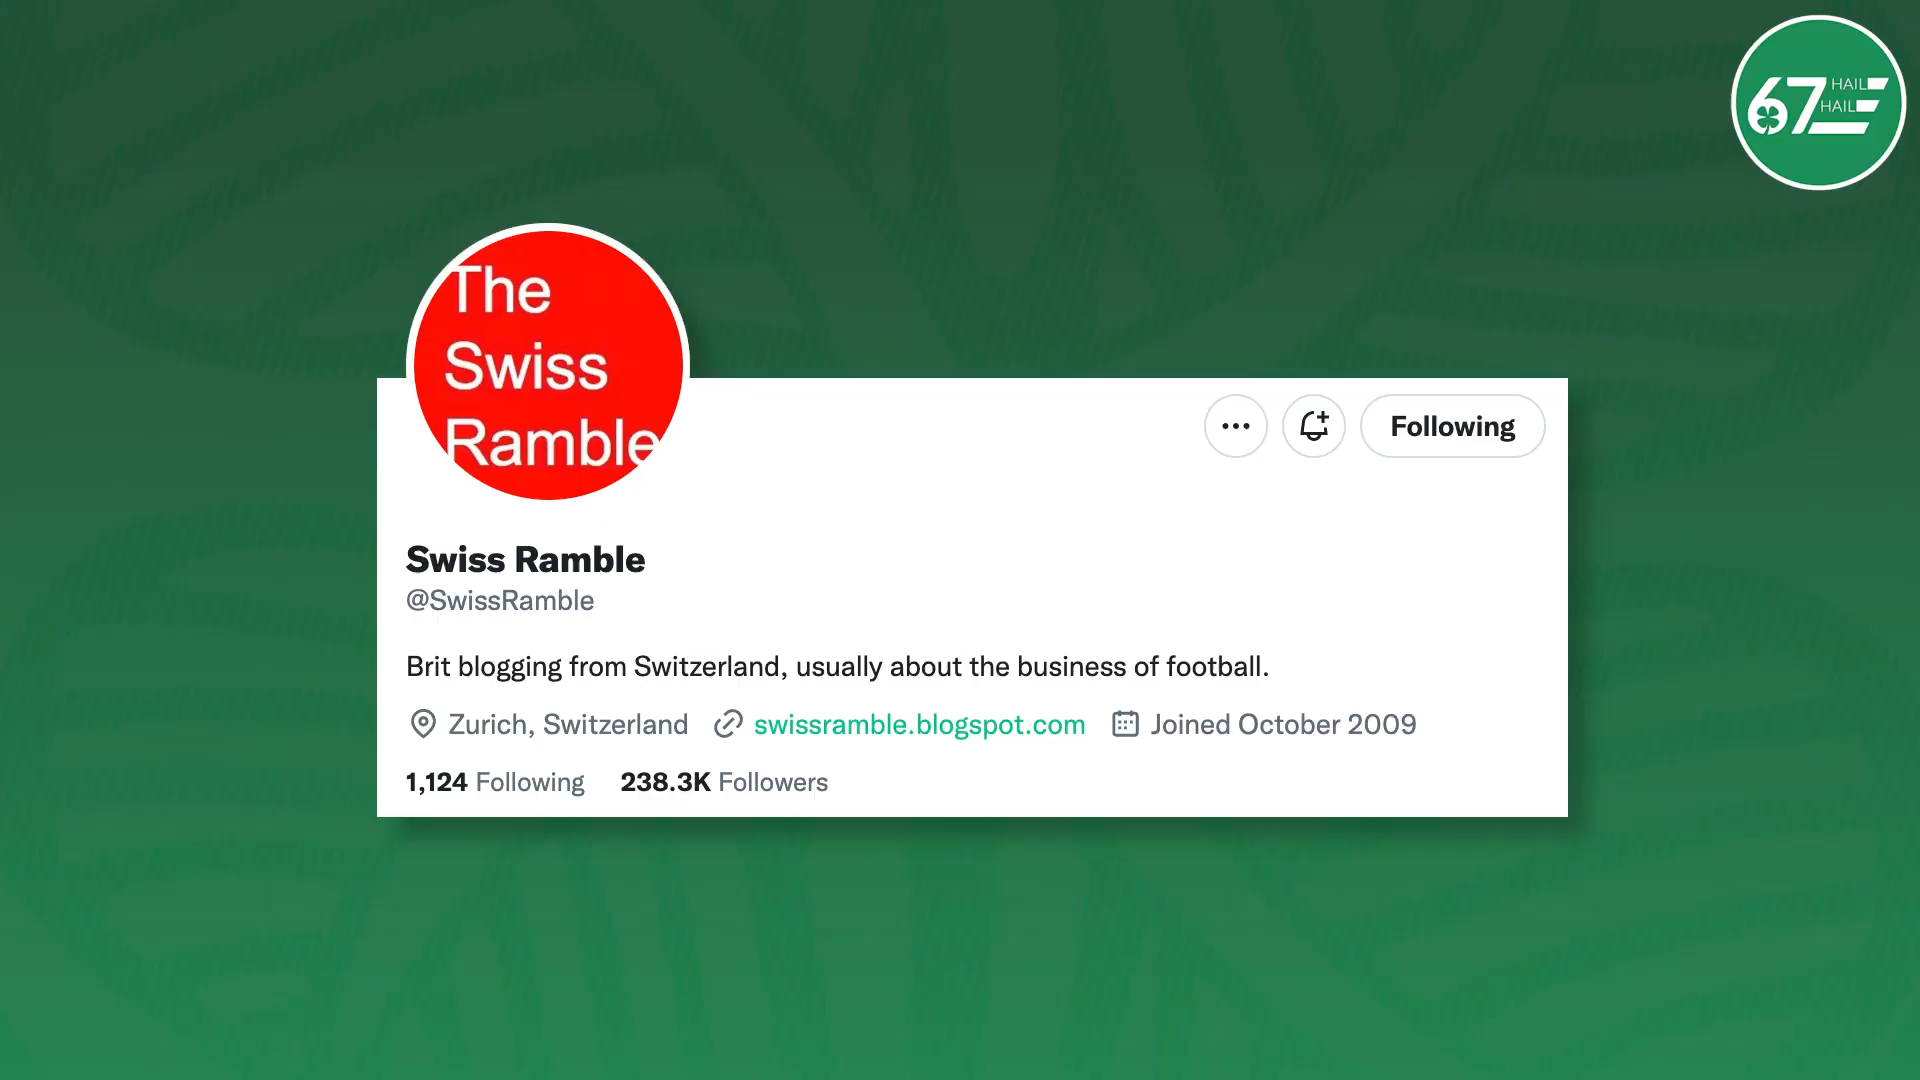 67 HAIL
HAIL
The
Swiss
Ramble
Following
Swiss Ramble
@SwissRamble
Brit blogging from Switzerland, usually about the business of football.
Zurich, Switzerland swissramble.blogspot.com Joined October 2009
1,124 Following 238.3K Followers